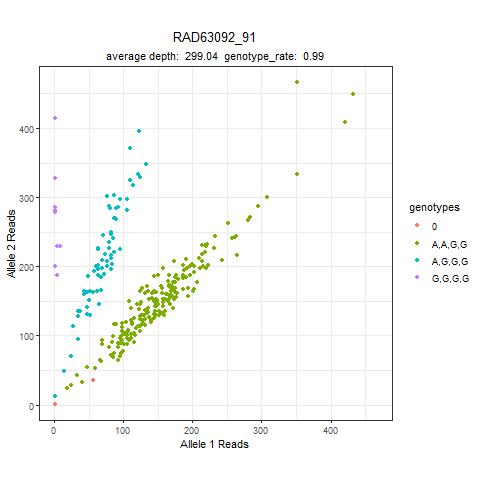 RAD63092_91
average depth:  299.04  genotype_rate:  0.99
400
300
200
100
0
Allele 2 Reads
0 100 200 300 400
Allele 1 Reads
genotypes
0
A,A,G,G
A,G,G,G
G,G,G,G